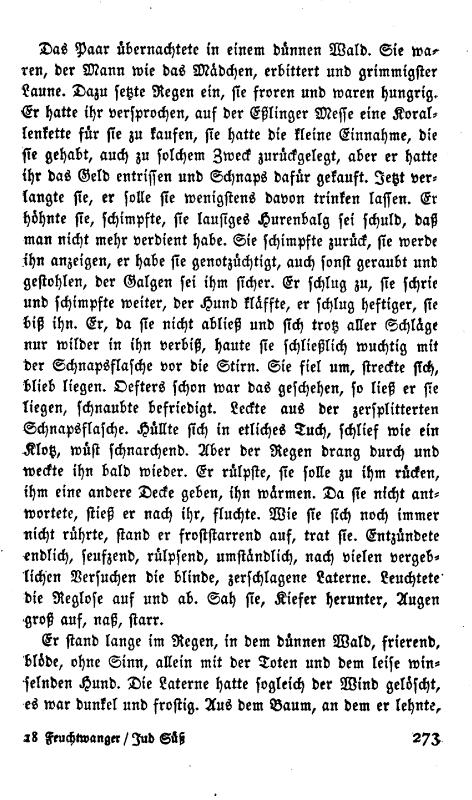 Das Paar übernachtete in einem dünnen Wald. Sie wa-
ren, der Mann wie das Mädchen, erbittert und grimmigster
Laune. Dazu setzte Regen ein, sie froren und waren hungrig.
Er hatte ihr versprochen, auf der Eßlinger Messe eine Koral-
lenkette für sie zu kaufen, sie hatte die kleine Einnahme, die
sie gehabt, auch zu solchem Zweck zurückgelegt, aber er hatte
ihr das Geld entrissen und Schnaps dafür gekauft. Jetzt ver-
langte sie, er solle sie wenigstens davon trinken lassen. Er
höhnte sie, schimpfte, sie lausiges Hurenbalg sei schuld, daß
man nicht mehr verdient habe. Sie schimpfte zurück, sie werde
ihn anzeigen, er habe sie genotzüchtigt, auch sonst geraubt und
gestohlen, der Galgen sei ihm sicher. Er schlug zu, sie schrie
und schimpfte weiter, der Hund kläffte, er schlug heftiger, sie
biß ihn. Er, da sie nicht abließ und sich trotz aller Schläge
nur wilder in ihn verbiß, haute sie schließlich wuchtig mit
der Schnapsflasche vor die Stirn. Sie fiel um, streckte sich,
blieb liegen. Oefters schon war das geschehen, so ließ er sie
liegen, schnaubte befriedigt. Leckte aus der zersplitterten
Schnapsflasche. Hüllte sich in etliches Tuch, schlief wie ein
Klotz, wüst schnarchend. Aber der Regen drang durch und
weckte ihn bald wieder. Er rülpste, sie solle zu ihm rücken,
ihm eine andere Decke geben, ihn wärmen. Da sie nicht ant-
wortete, stieß er nach ihr, fluchte. Wie sie sich noch immer
nicht rührte, stand er froststarrend auf, trat sie. Entzündete
endlich, seufzend, rülpsend, umständlich, nach vielen vergeb-
lichen Versuchen die blinde, zerschlagene Laterne. Leuchtete
die Reglose auf und ab. Sah sie, Kiefer herunter, Augen
groß auf, naß, starr.
Er stand lange im Regen, in dem dünnen Wald, frierend,
blöde, ohne Sinn, allein mit der Toten und dem leise win-
selnden Hund. Die Laterne hatte sogleich der Wind gelöscht,
es war dunkel und frostig. Aus dem Baum, an dem er lehnte,
18 Feuchtwanger / Jud Süß 273